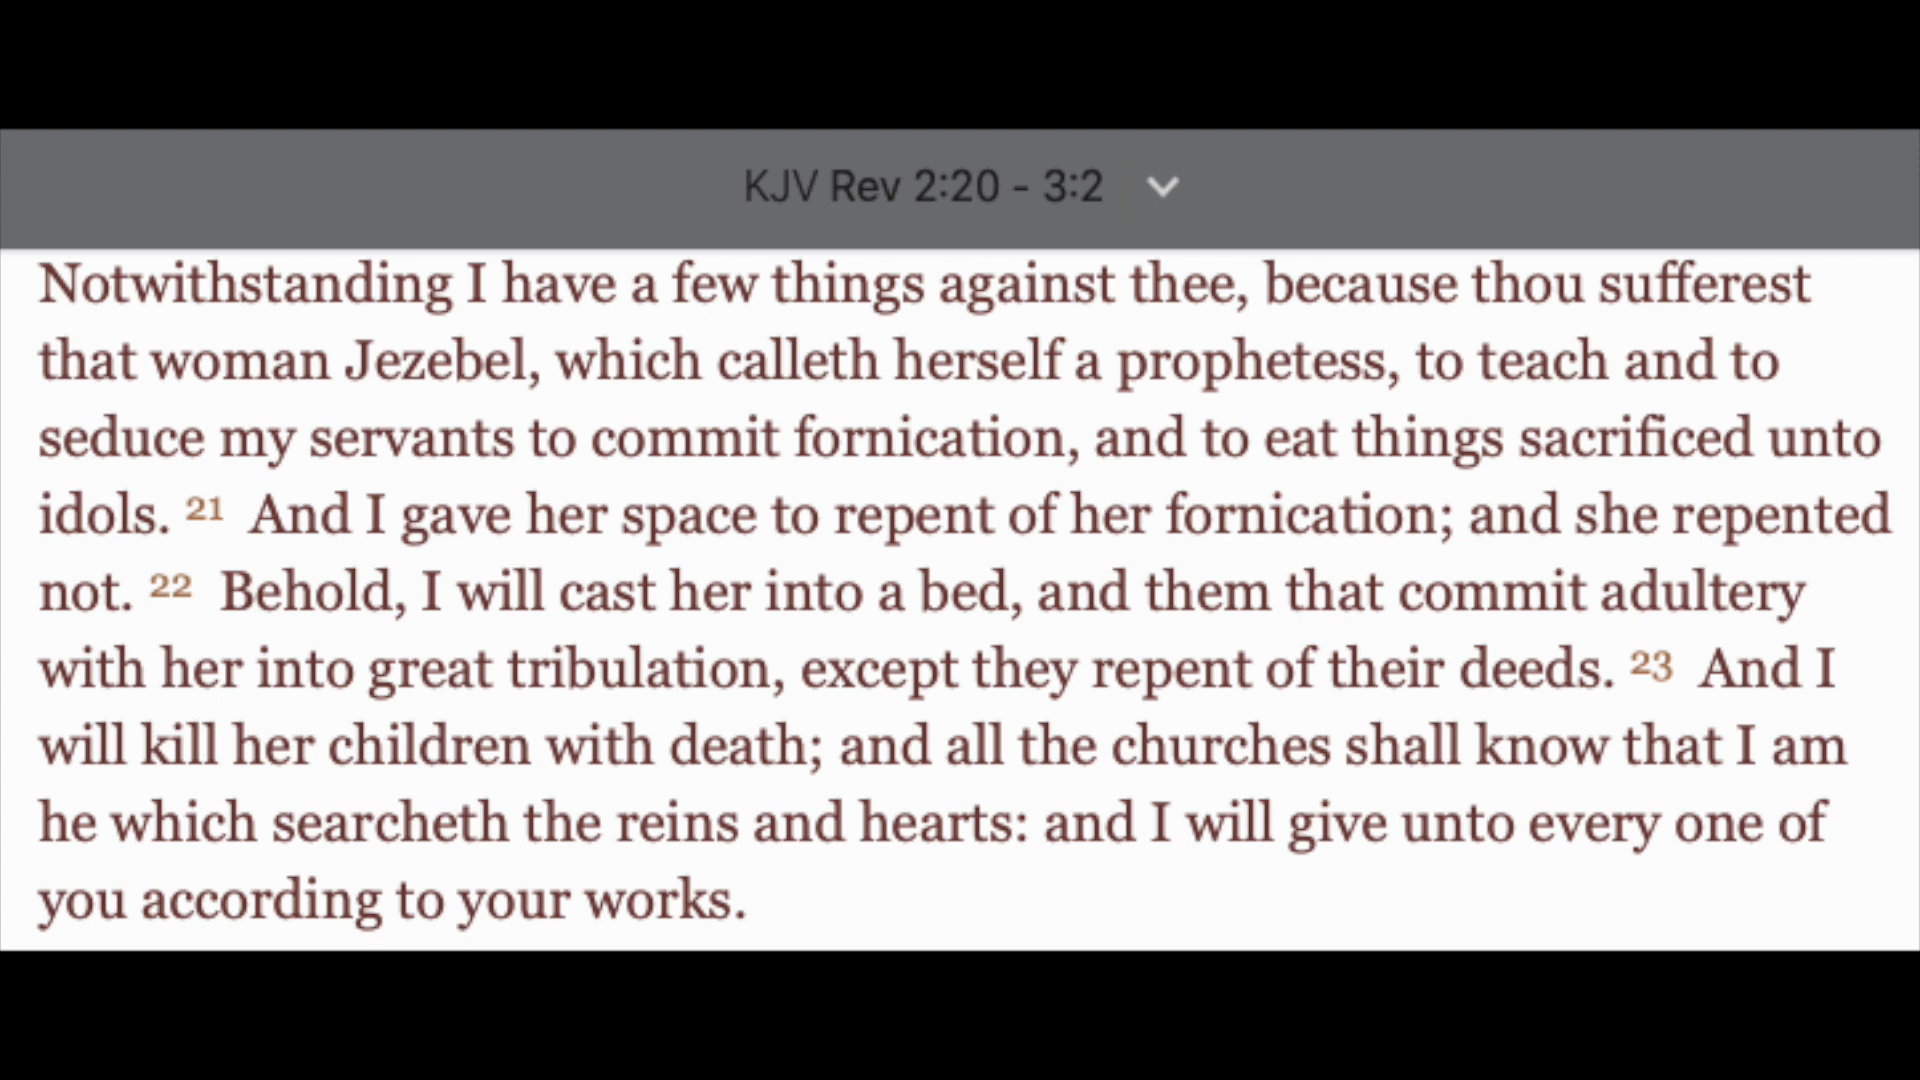 KJV Rev 2:20 - 3:2
Notwithstanding I have a few things against thee, because thou sufferest
that woman Jezebel, which calleth herself a prophetess, to teach and to
seduce my servants to commit fornication, and to eat things sacrificed unto
idols. 21 And I gave her space to repent of her fornication; and she repented
not. 22 Behold, I will cast her into a bed, and them that commit adultery
with her into great tribulation, except they repent of their deeds. 23 And I
will kill her children with death; and all the churches shall know that I am
he which searcheth the reins and hearts: and I will give unto every one of
you according to your works.